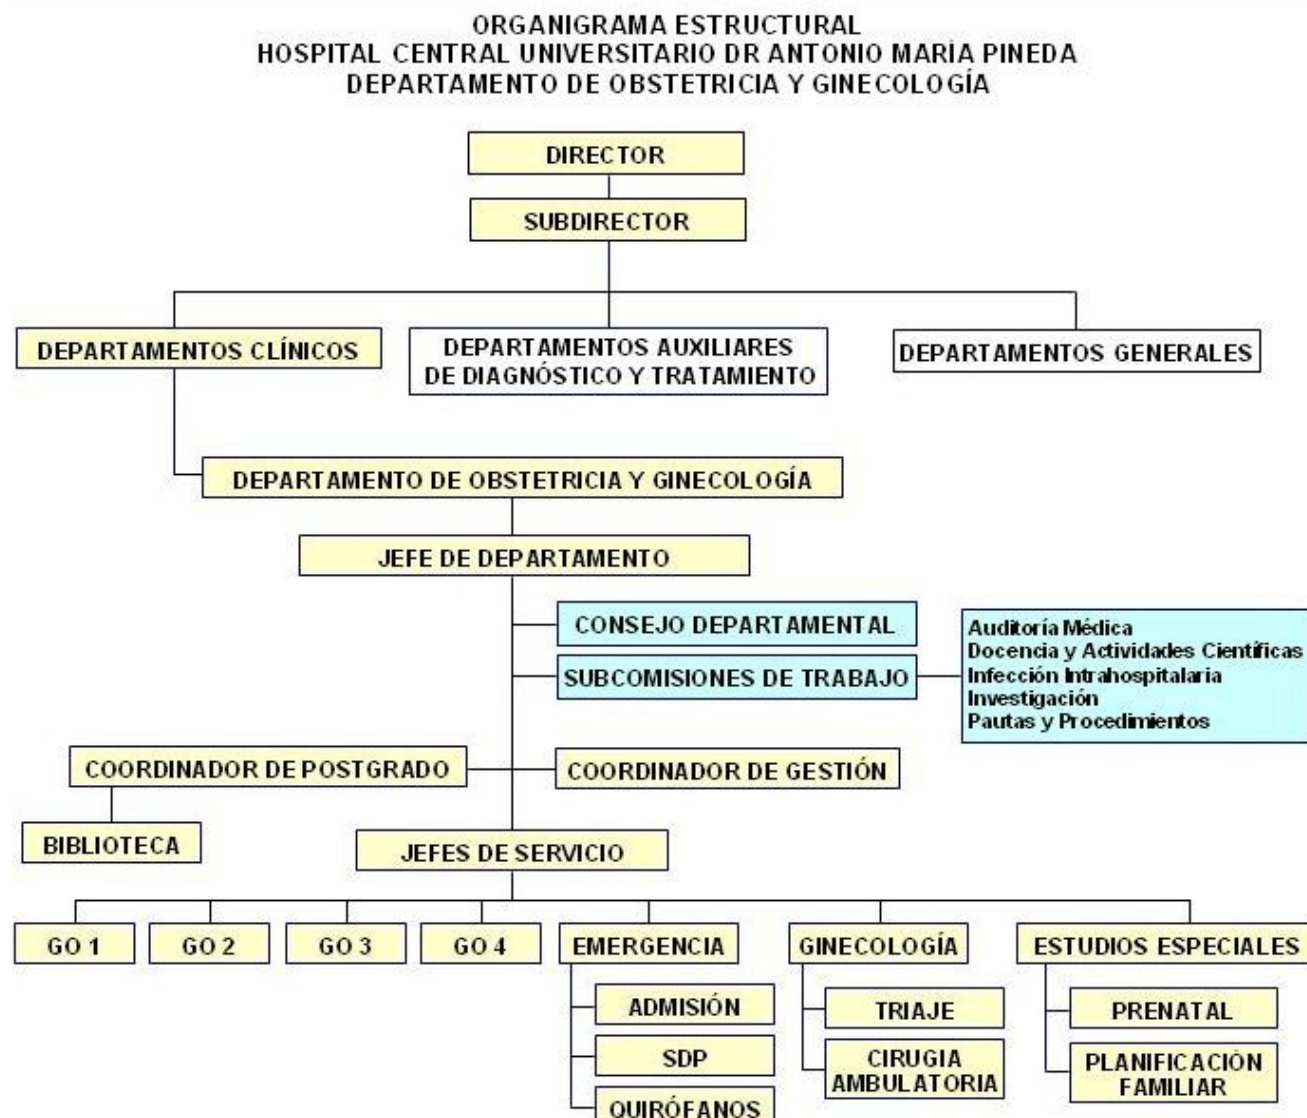 ORGANIGRAMA ESTRUCTURAL
HOSPITAL CENTRAL UNIVERSITARIO DR ANTONIO MARÍA PINEDA
DEPARTAMENTO DE OBSTETRICIA Y GINECOLOGÍA
DIRECTOR
SUBDIRECTOR
DEPARTAMENTOS CLÍNICOS
DEPARTAMENTOS AUXILIARES
DE DIAGNÓSTICO Y TRATAMIENTO
DEPARTAMENTOS GENERALES
DEPARTAMENTO DE OBSTETRICIA Y GINECOLOGÍA
JEFE DE DEPARTAMENTO
CONSEJO DEPARTAMENTAL
SUBCOMISIONES DE TRABAJO
Auditoría Médica
Docencia y Actividades Científicas
Infección Intrahospitalaria
Investigación
Pautas y Procedimientos
COORDINADOR DE POSTGRADO
COORDINADOR DE GESTIÓN
BIBLIOTECA
JEFES DE SERVICIO
GO 1
GO 2
GO 3
GO 4
EMERGENCIA
GINECOLOGÍA
ESTUDIOS ESPECIALES
ADMISIÓN
SDP
QUIRÓFANOS
TRIAJE
CIRUGIA
AMBULATORIA
PRENATAL
PLANIFICACIÓN
FAMILIAR